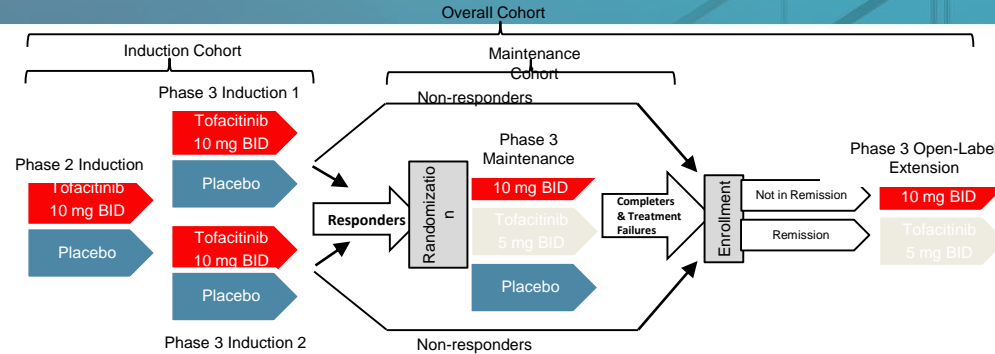 Overall Cohort
Induction Cohort
Maintenance
Cohort
Phase 3 Induction 1
Non-responders
Tofacitinib
10 mg BID
Placebo
Phase 2 Induction
Tofacitinib
10 mg BID
Placebo
Tofacitinib
10 mg BID
Placebo
Phase 3 Induction 2
Responders
Randomizatio
n
Phase 3
Maintenance
10 mg BID
Tofacitinib
5 mg BID
Placebo
Completers
& Treatment
Failures
Non-responders
Enrollment
Not in Remission
Remission
Phase 3 Open-Label
Extension
10 mg BID
Tofacitinib
5 mg BID